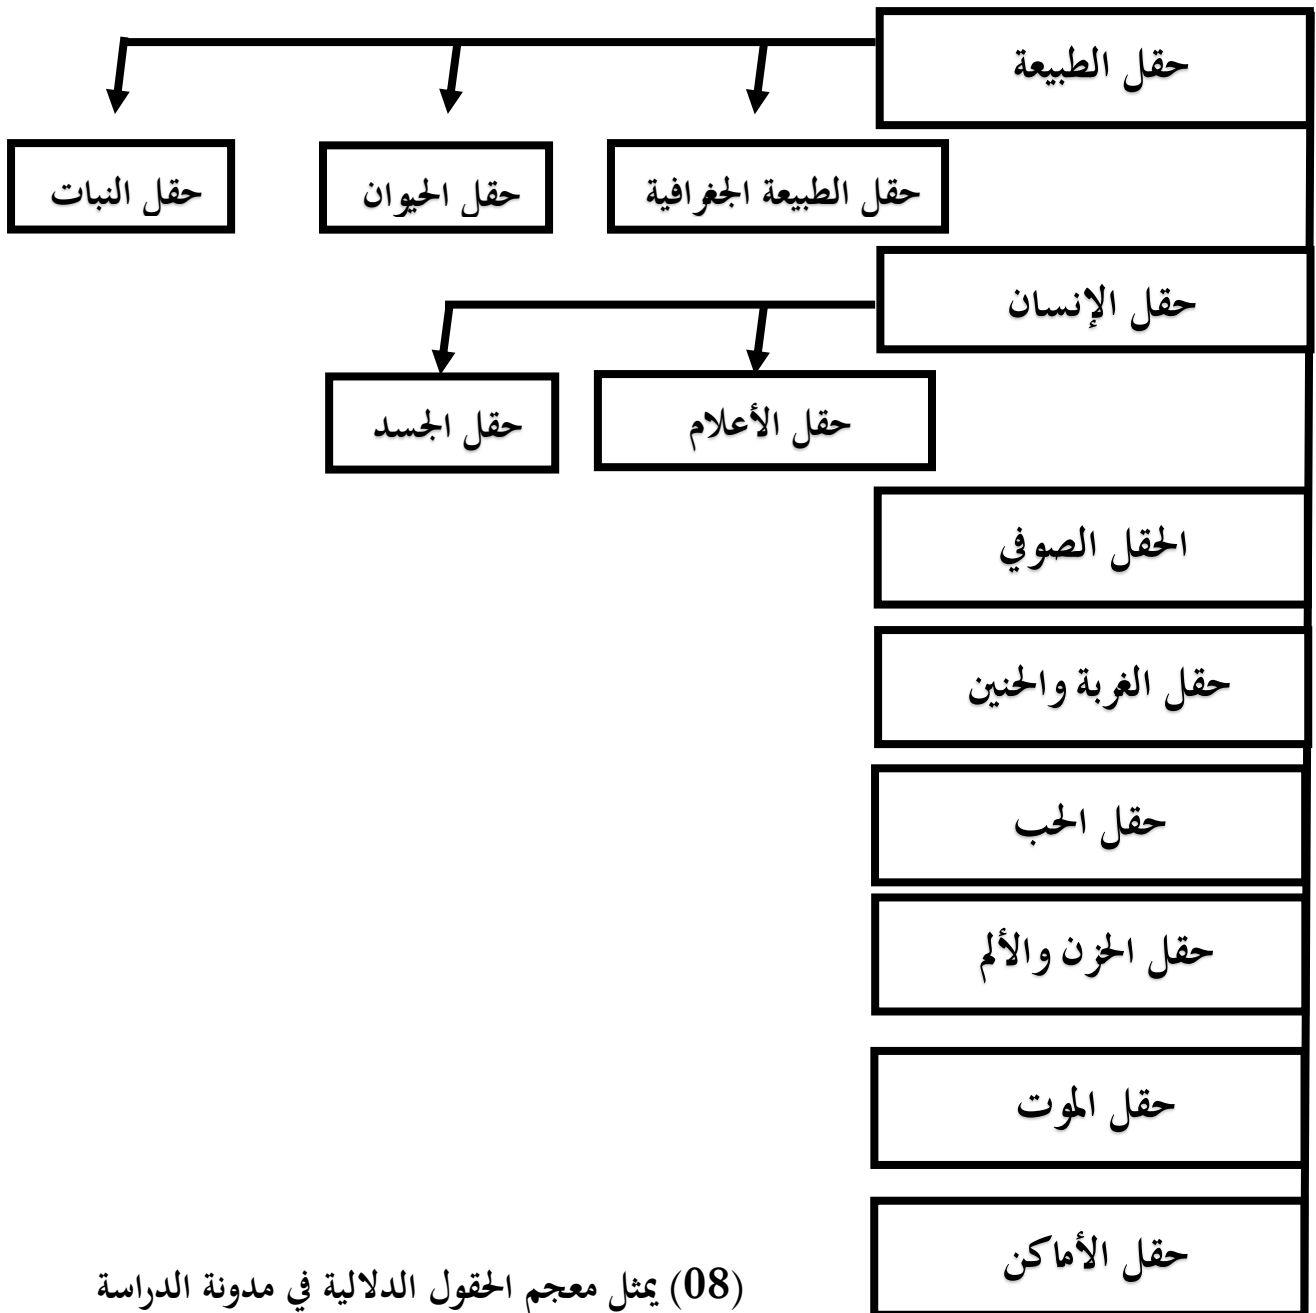 حقل الطبيعة
حقل الطبيعة الجغرافية
حقل الحيوان
حقل النبات
حقل الإنسان
حقل الأعلام
حقل الجسد
الحقل الصوفي
حقل الغربة والحنين
حقل الحب
حقل الحزن والألم
حقل الموت
حقل الأماكن
(08) يمثل معجم الحقول الدلالية في مدونة الدراسة